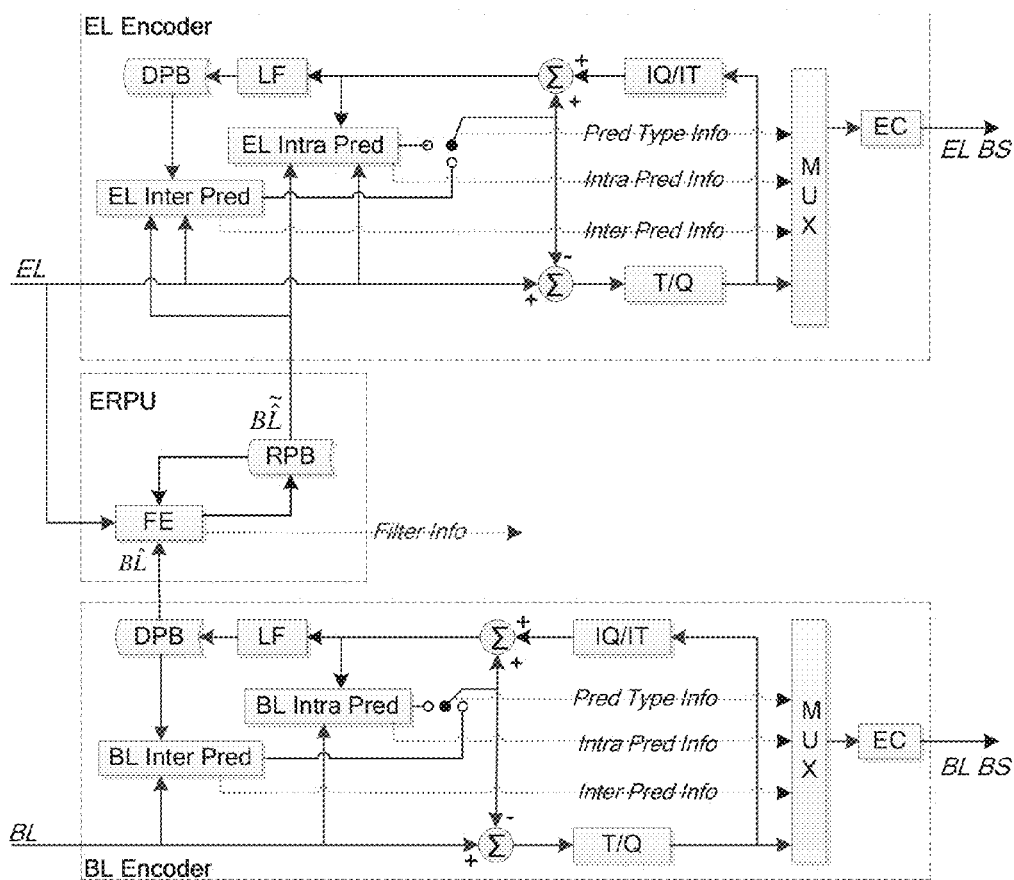 EL Encoder
DPB
LF
Σ
+
+
IQ/IT
M
U
X
EC
EL BS
EL Intra Pred
Pred Type Info
EL Inter Pred
Intra Pred Info
Inter Pred Info
EL
+
-
Σ
T/Q
ERPU
BL̂̃
RPB
FE
Filter Info
BL̂
DPB
LF
Σ
+
+
IQ/IT
M
U
X
EC
BL BS
BL Intra Pred
Pred Type Info
BL Inter Pred
Intra Pred Info
Inter Pred Info
BL
+
-
Σ
T/Q
BL Encoder